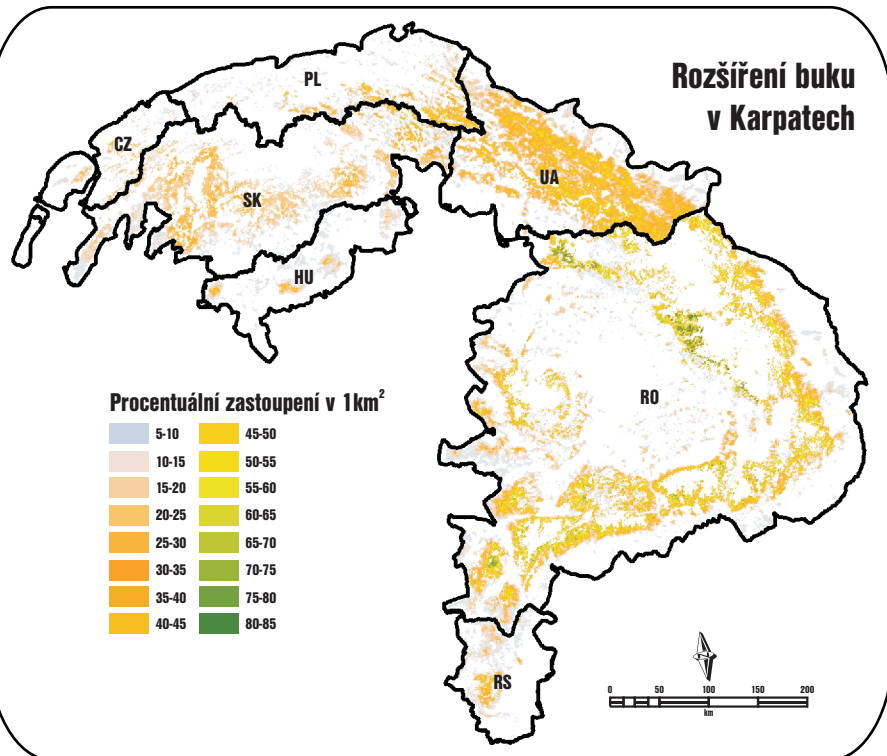 Rozšíření buku
v Karpatech
PL
CZ
SK
UA
HU
RO
RS
Procentuální zastoupení v 1km²
5-10
10-15
15-20
20-25
25-30
30-35
35-40
40-45
45-50
50-55
55-60
60-65
65-70
70-75
75-80
80-85
0 50 100 150 200
km